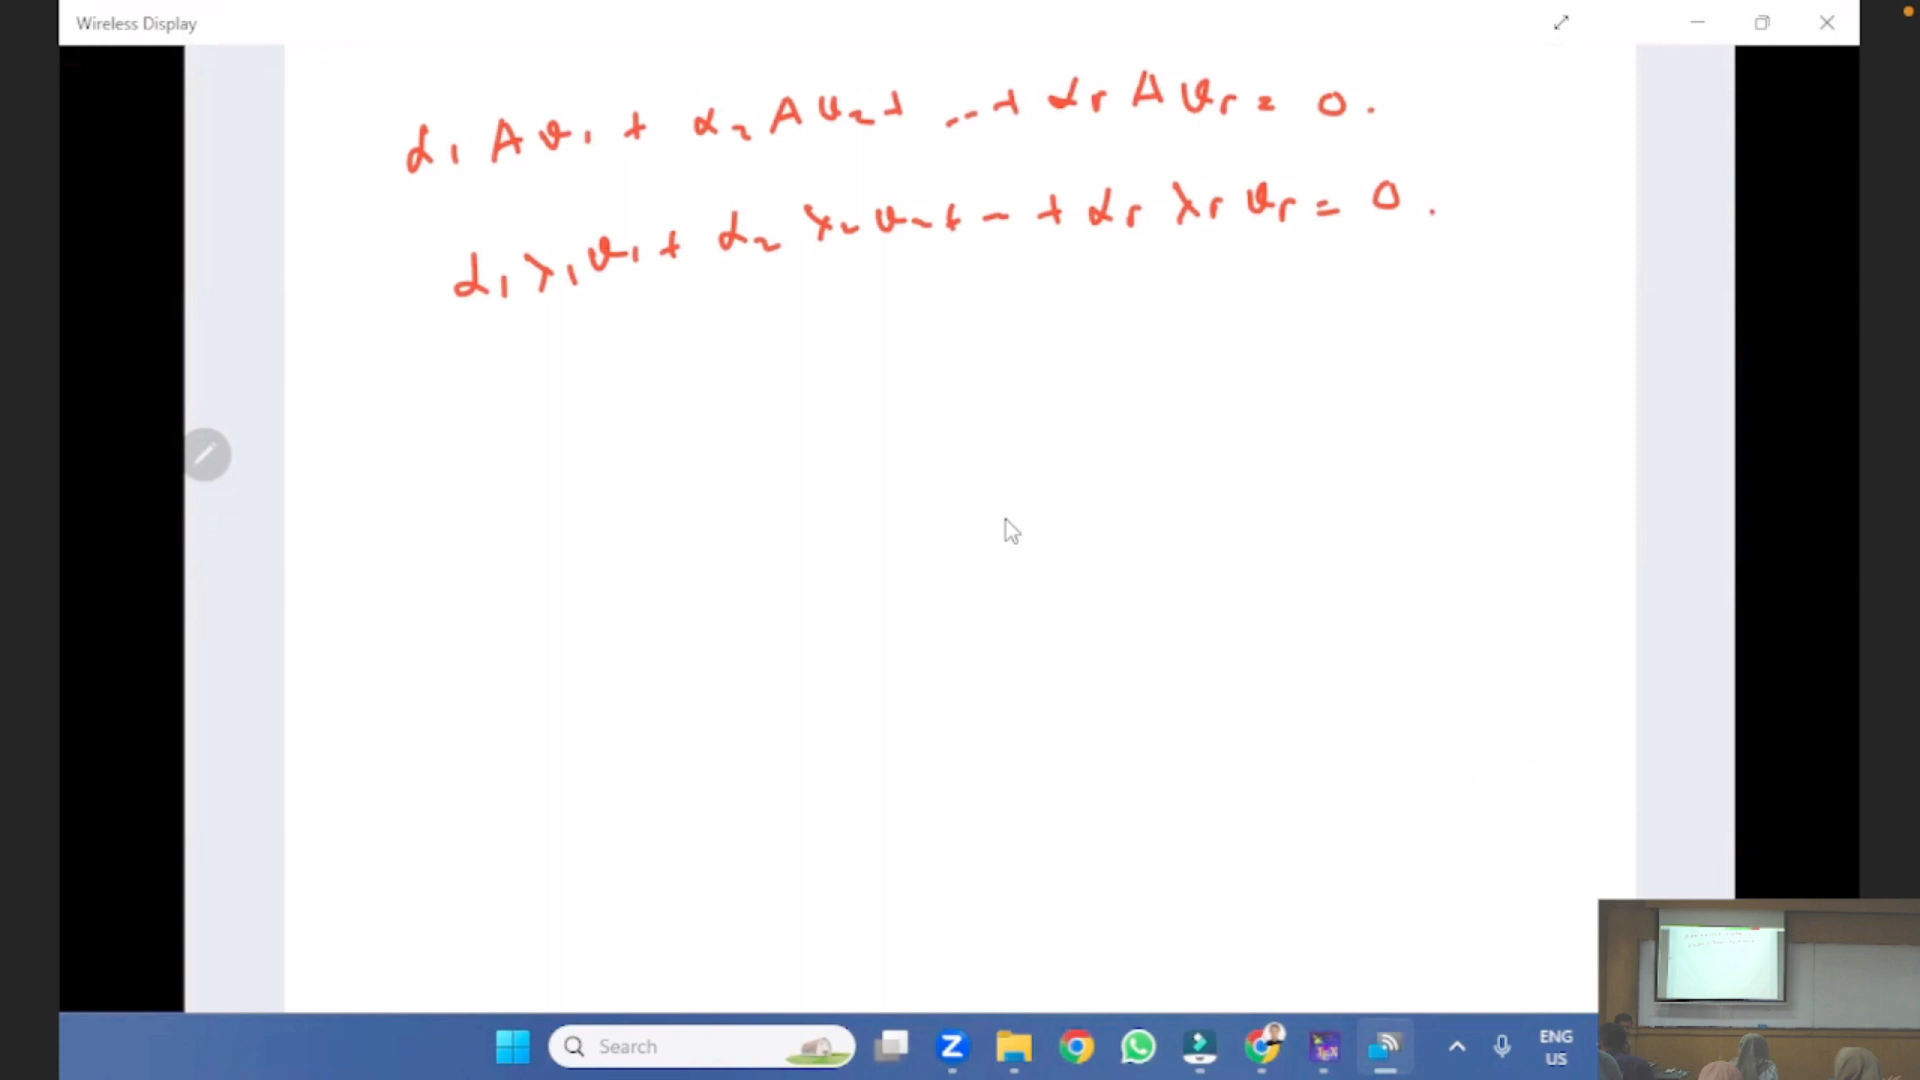 Wireless Display
α₁ A v₁ + α₂ A v₂ + --+ αᵣ A vᵣ = 0.
α₁ λ₁ v₁ + α₂ λ₂ v₂ + - + αᵣ λᵣ vᵣ = 0.
Search
ENG
US